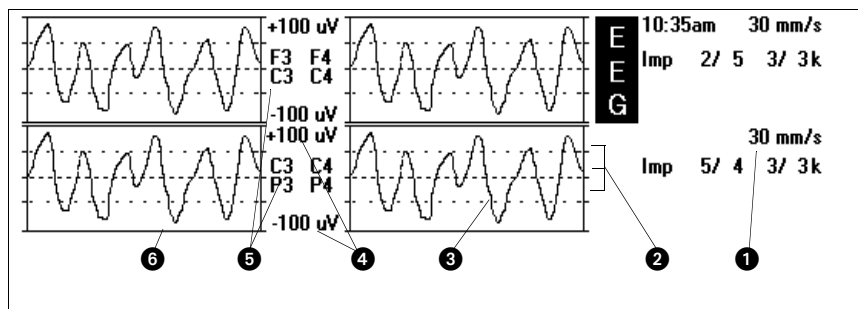 +100 uV
F3 F4
C3 C4
-100 uV
EEG
10:35am 30 mm/s
Imp 2/ 5 3/ 3k
+100 uV
C3 C4
P3 P4
-100 uV
30 mm/s
Imp 5/ 4 3/ 3k
6 5 4 3 2 1